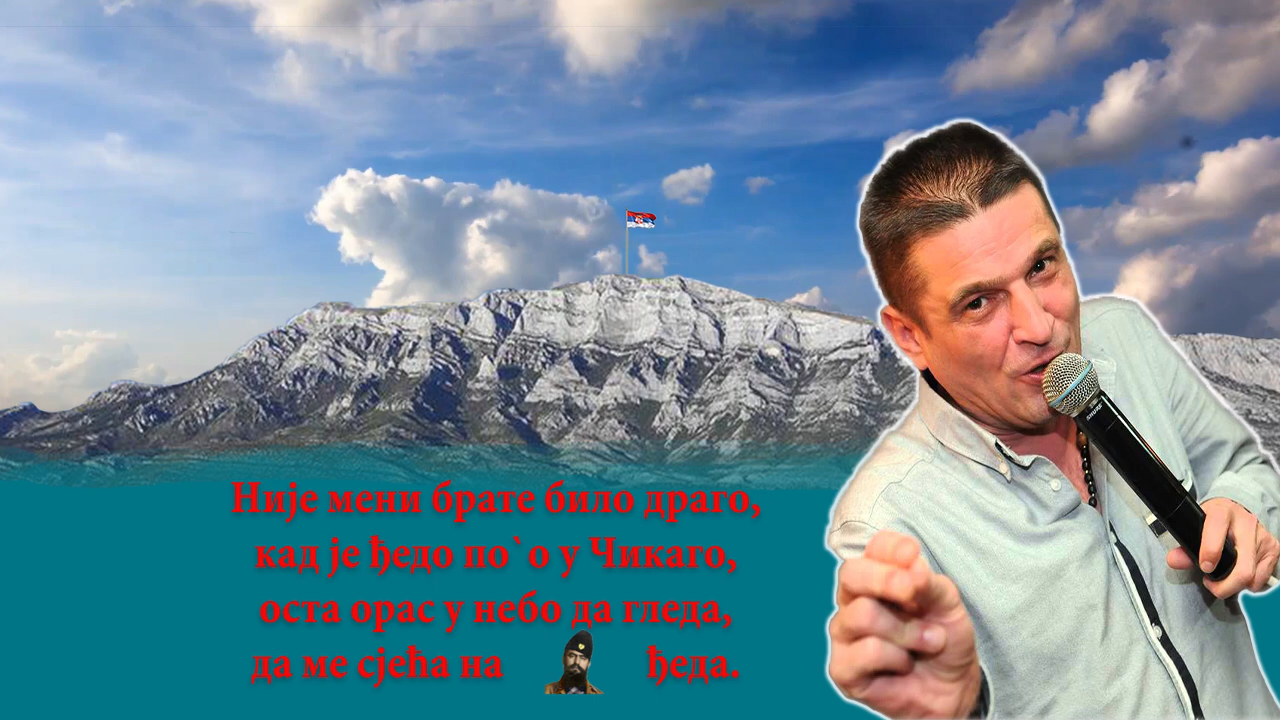 Није мени брате било драго,
кад је ђедо по`о у Чикаго,
оста орас у небо да гледа,
да ме сјећа на ђеда.
SHURE